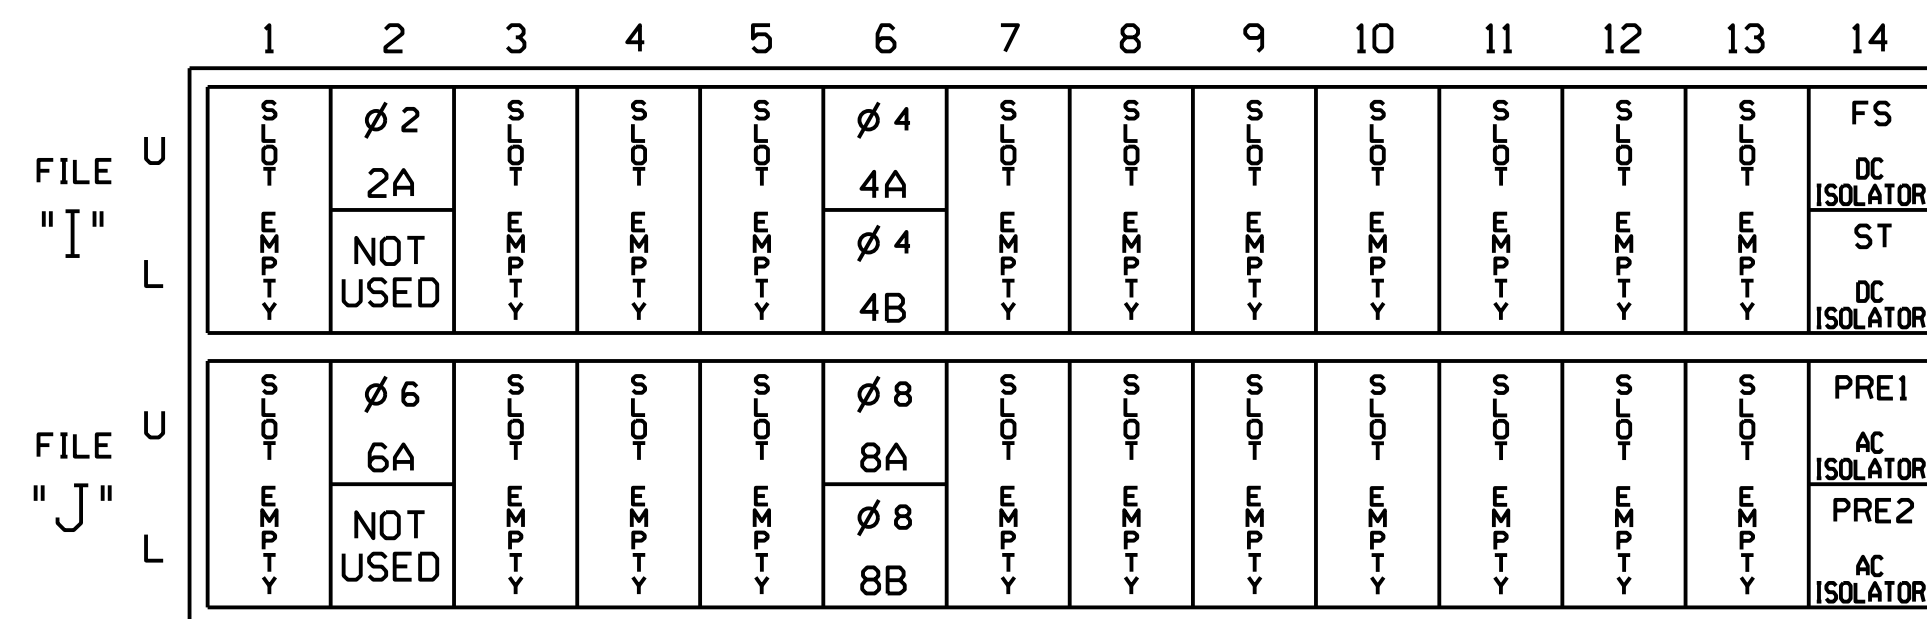 1 2 3 4 5 6 7 8 9 10 11 12 13 14
FILE "I"
U
L
SLOT EMPTY
ø 2
2A
NOT
USED
SLOT EMPTY
SLOT EMPTY
SLOT EMPTY
ø 4
4A
ø 4
4B
SLOT EMPTY
SLOT EMPTY
SLOT EMPTY
SLOT EMPTY
SLOT EMPTY
SLOT EMPTY
SLOT EMPTY
FS
DC
ISOLATOR
ST
DC
ISOLATOR
FILE "J"
U
L
SLOT EMPTY
ø 6
6A
NOT
USED
SLOT EMPTY
SLOT EMPTY
SLOT EMPTY
ø 8
8A
ø 8
8B
SLOT EMPTY
SLOT EMPTY
SLOT EMPTY
SLOT EMPTY
SLOT EMPTY
SLOT EMPTY
SLOT EMPTY
PRE1
AC
ISOLATOR
PRE2
AC
ISOLATOR